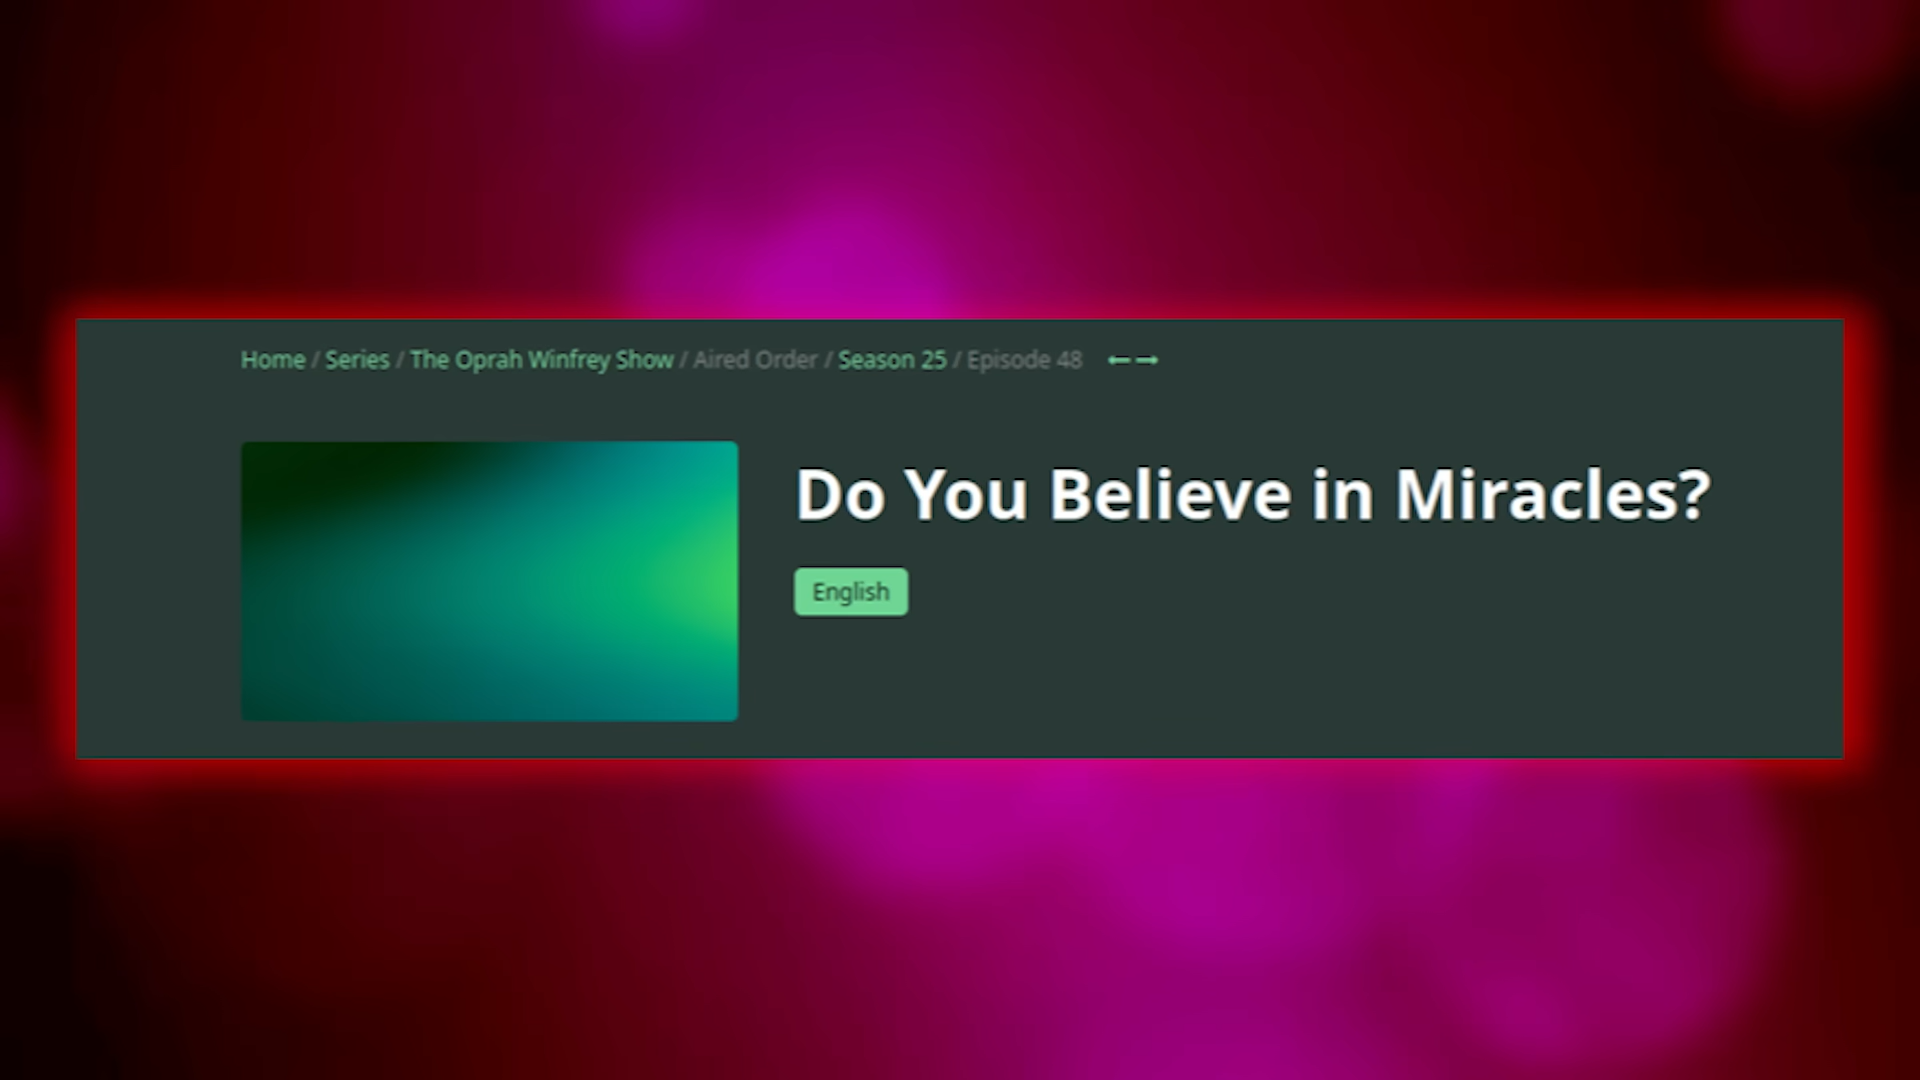 Home / Series / The Oprah Winfrey Show / Aired Order / Season 25 / Episode 48 ←→
Do You Believe in Miracles?
English